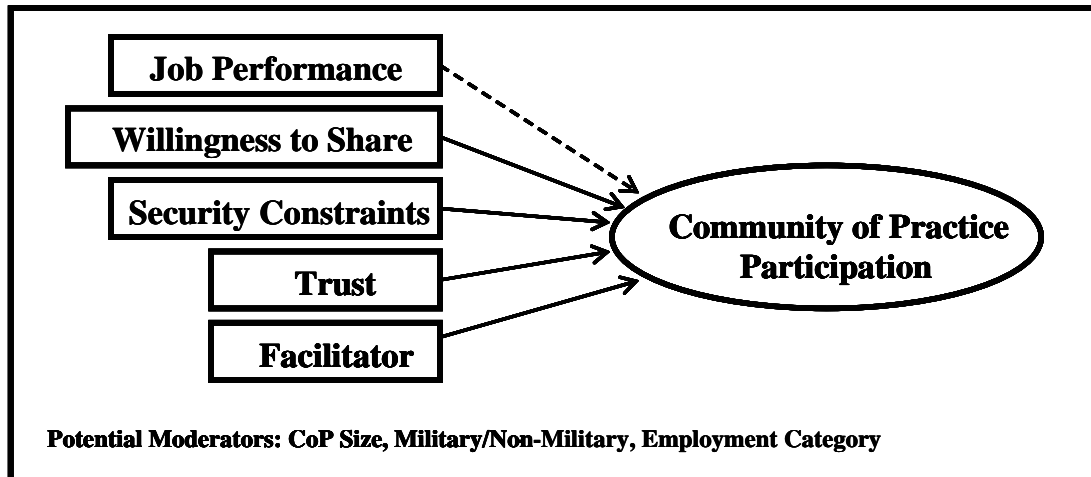 Job Performance
Willingness to Share
Security Constraints
Trust
Facilitator
Community of Practice
Participation
Potential Moderators: CoP Size, Military/Non-Military, Employment Category